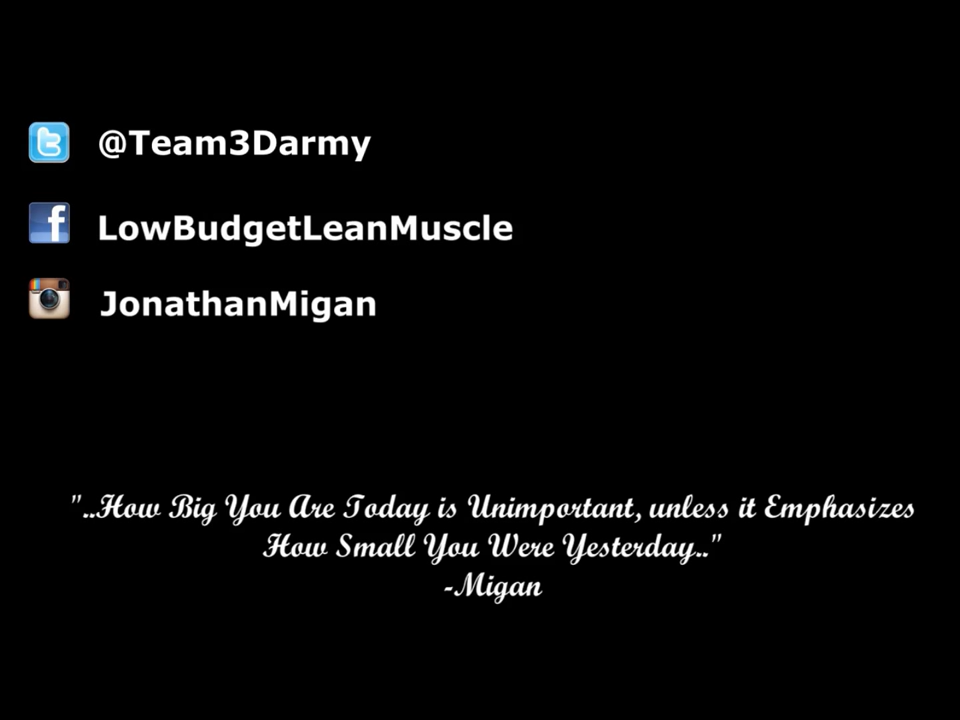 @Team3Darmy
LowBudgetLeanMuscle
JonathanMigan
"..How Big You Are Today is Unimportant, unless it Emphasizes
How Small You Were Yesterday.."
-Migan